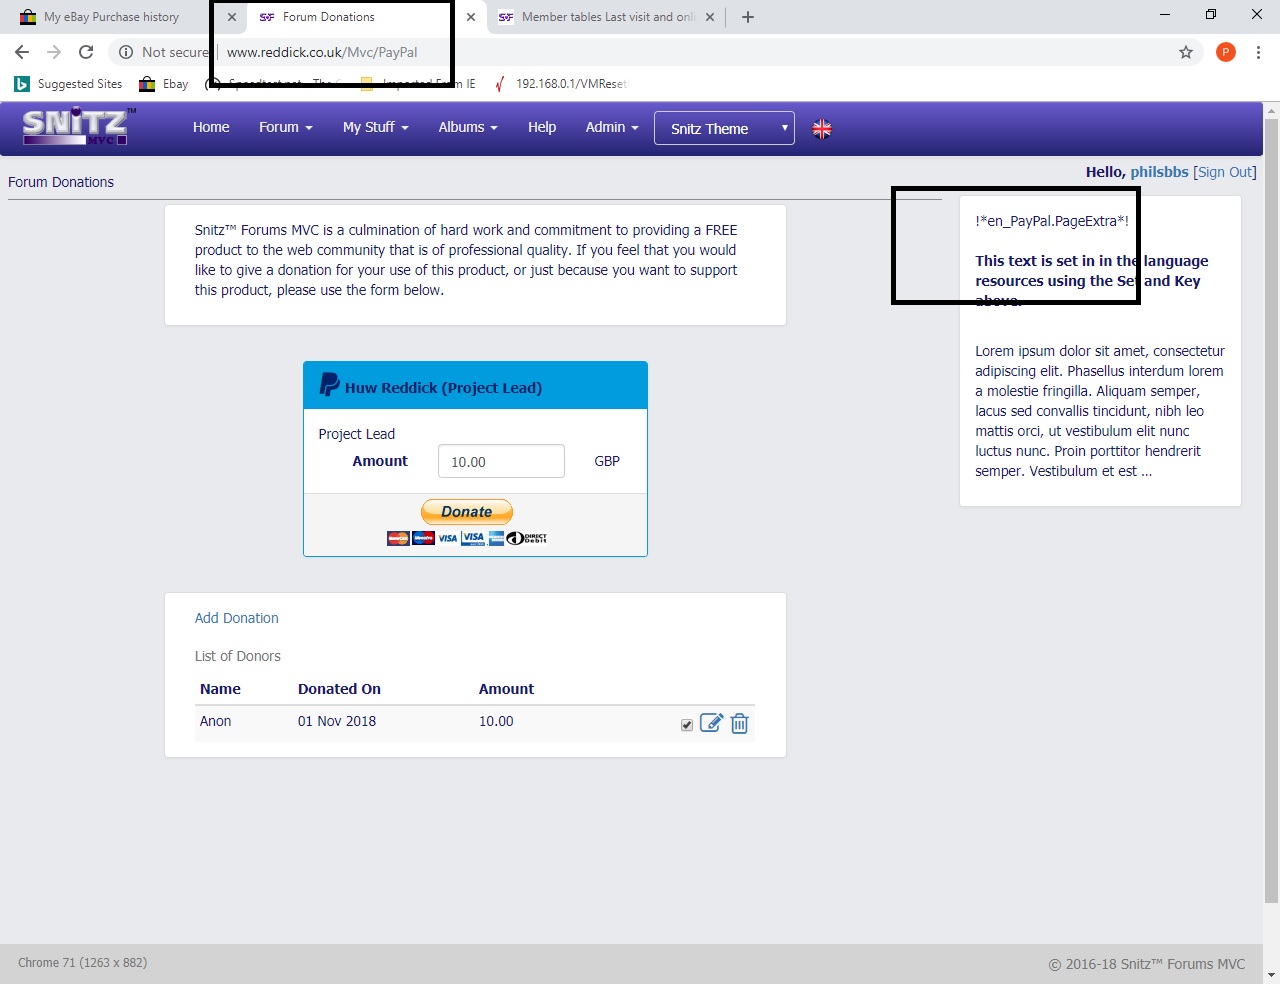 My eBay Purchase history
Forum Donations
Member tables Last visit and onli
Not secure
www.reddick.co.uk/Mvc/PayPal
P
Suggested Sites
Ebay
Imported From IE
192.168.0.1/VMReset
SNiTZ™
MVC
Home
Forum
My Stuff
Albums
Help
Admin
Snitz Theme
Hello, philsbbs [Sign Out]
Forum Donations
Snitz™ Forums MVC is a culmination of hard work and commitment to providing a FREE
product to the web community that is of professional quality. If you feel that you would
like to give a donation for your use of this product, or just because you want to support
this product, please use the form below.
Huw Reddick (Project Lead)
Project Lead
Amount
10.00
GBP
Donate
VISA
VISA
DIRECT
Debit
Add Donation
List of Donors
Name Donated On Amount
Anon 01 Nov 2018 10.00
!*en_PayPal.PageExtra*!
This text is set in in the language
resources using the Set and Key
above.
Lorem ipsum dolor sit amet, consectetur
adipiscing elit. Phasellus interdum lorem
a molestie fringilla. Aliquam semper,
lacus sed convallis tincidunt, nibh leo
mattis orci, ut vestibulum elit nunc
luctus nunc. Proin porttitor hendrerit
semper. Vestibulum et est ...
Chrome 71 (1263 x 882)
© 2016-18 Snitz™ Forums MVC